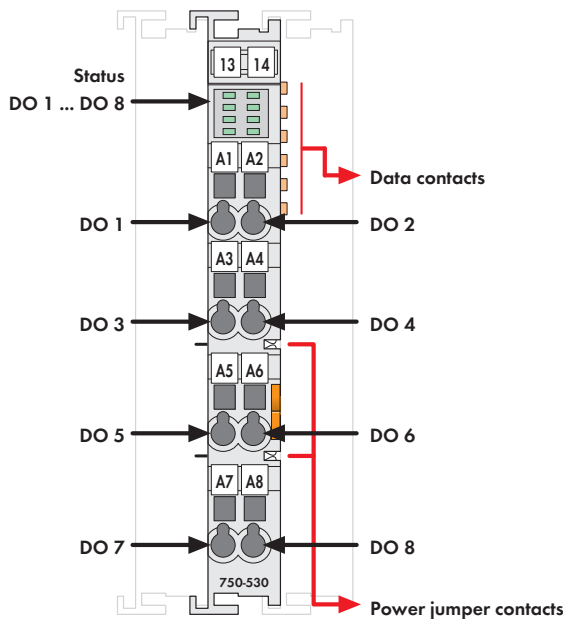 13 14
Status
DO 1 ... DO 8
A1 A2
Data contacts
DO 1
DO 2
A3 A4
DO 3
DO 4
A5 A6
DO 5
DO 6
A7 A8
DO 7
DO 8
750-530
Power jumper contacts